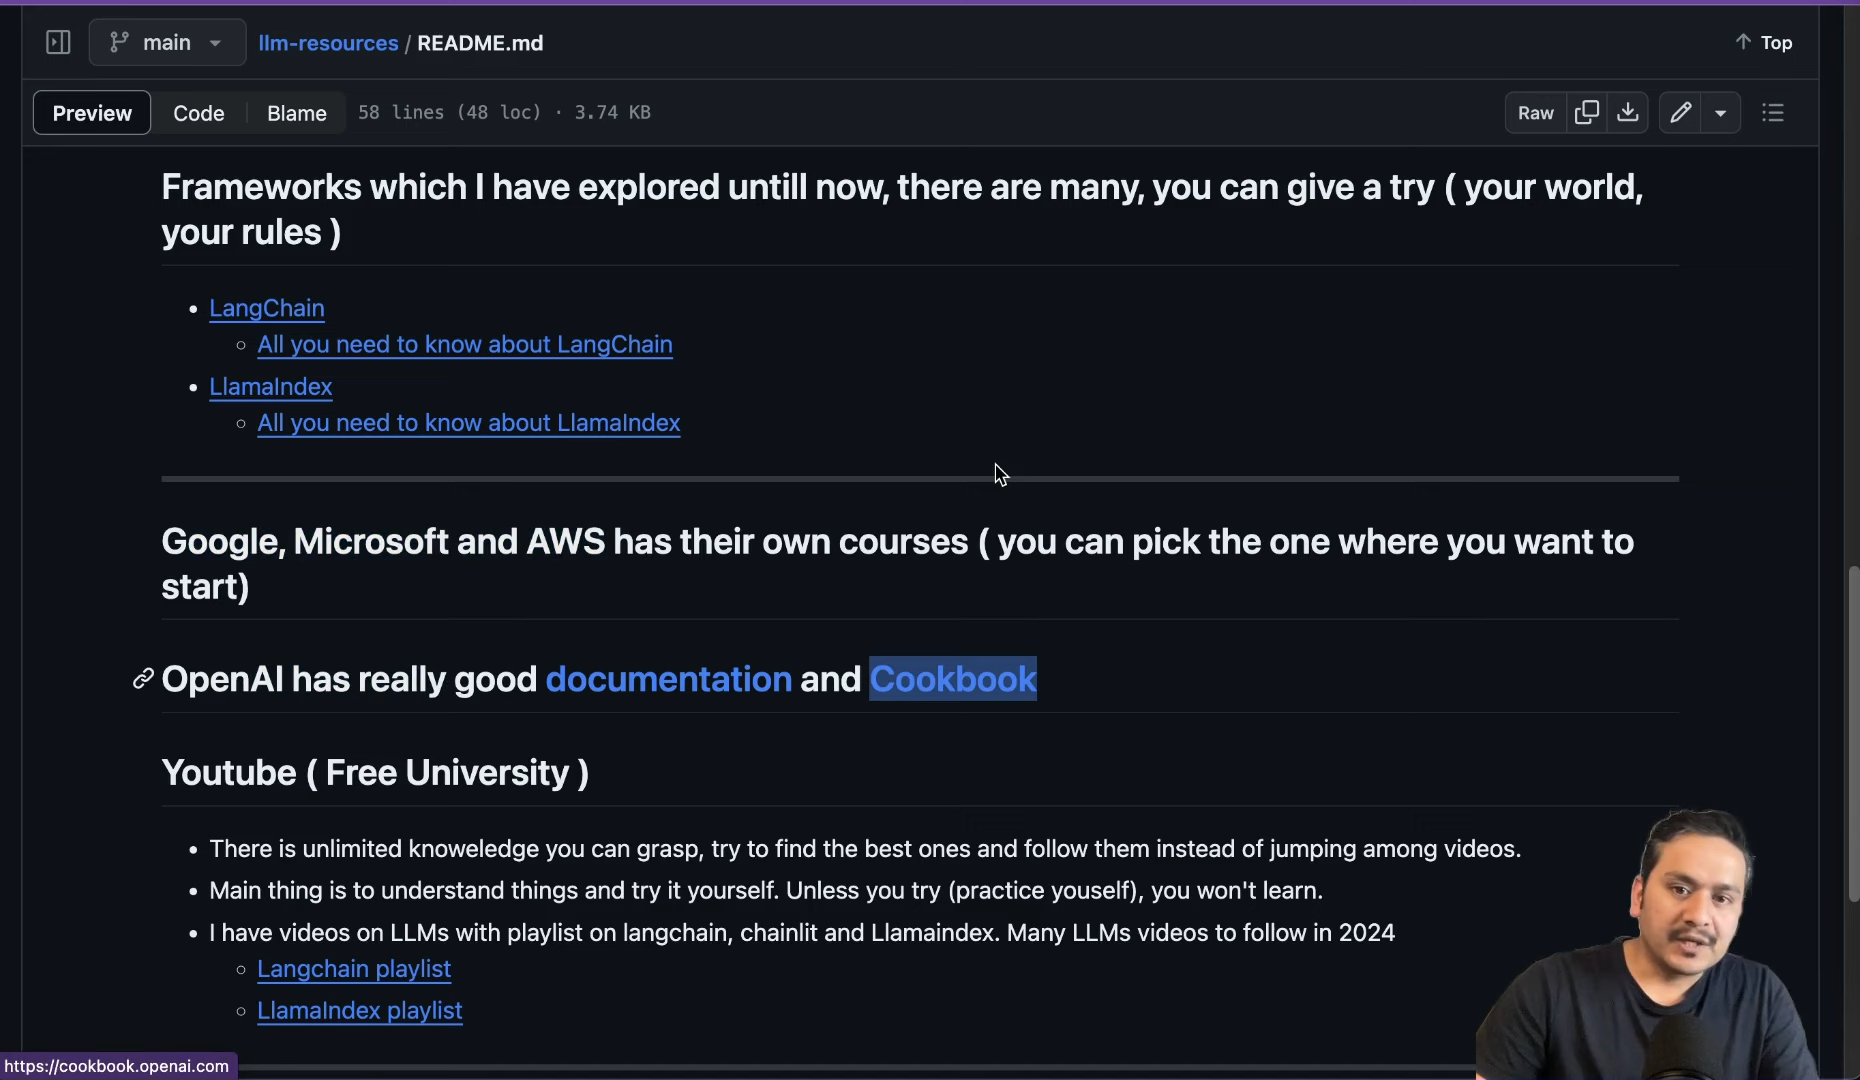 main
llm-resources / README.md
Top
Preview
Code
Blame
58 lines (48 loc) · 3.74 KB
Raw
Frameworks which I have explored untill now, there are many, you can give a try ( your world,
your rules )
LangChain
All you need to know about LangChain
LlamaIndex
All you need to know about LlamaIndex
Google, Microsoft and AWS has their own courses ( you can pick the one where you want to
start)
OpenAI has really good documentation and Cookbook
Youtube ( Free University )
There is unlimited knoweledge you can grasp, try to find the best ones and follow them instead of jumping among videos.
Main thing is to understand things and try it yourself. Unless you try (practice youself), you won't learn.
I have videos on LLMs with playlist on langchain, chainlit and Llamaindex. Many LLMs videos to follow in 2024
Langchain playlist
LlamaIndex playlist
https://cookbook.openai.com